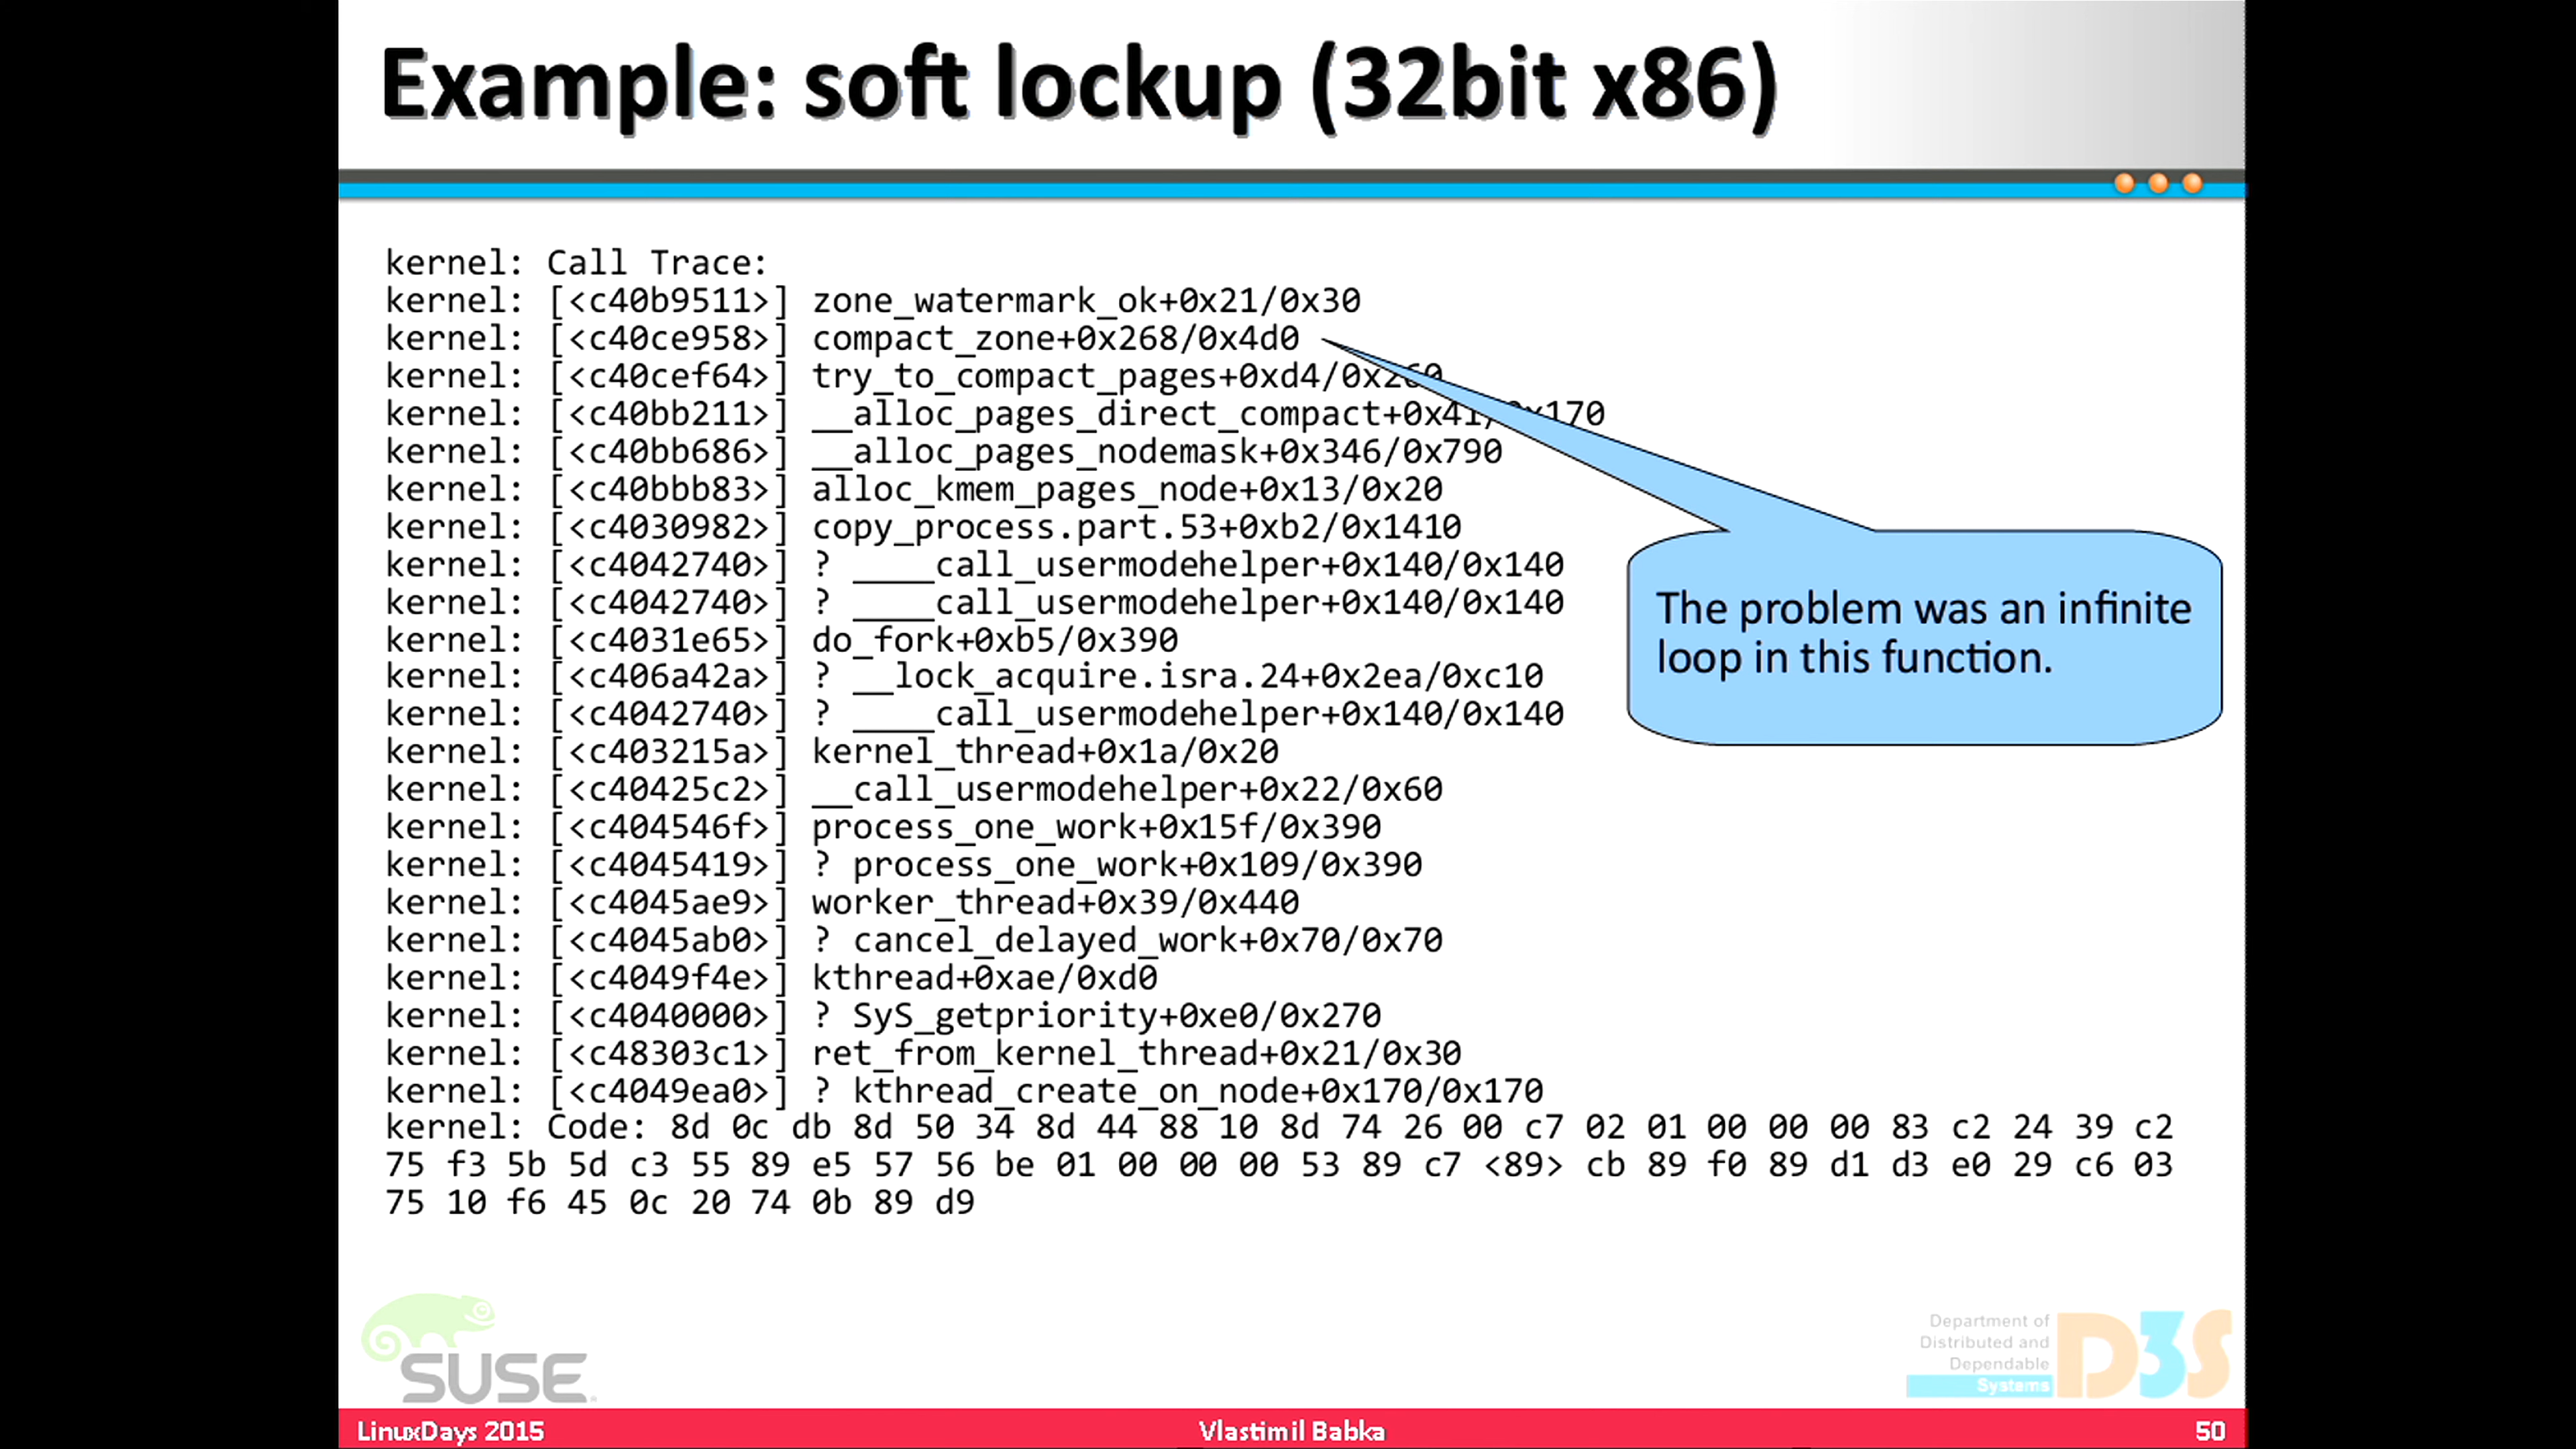 Example: soft lockup (32bit x86)
kernel: Call Trace:
kernel: [<c40b9511>] zone_watermark_ok+0x21/0x30
kernel: [<c40ce958>] compact_zone+0x268/0x4d0
kernel: [<c40cef64>] try_to_compact_pages+0xd4/0x260
kernel: [<c40bb211>] __alloc_pages_direct_compact+0x41/0x170
kernel: [<c40bb686>] __alloc_pages_nodemask+0x346/0x790
kernel: [<c40bbb83>] alloc_kmem_pages_node+0x13/0x20
kernel: [<c4030982>] copy_process.part.53+0xb2/0x1410
kernel: [<c4042740>] ? ____call_usermodehelper+0x140/0x140
kernel: [<c4042740>] ? ____call_usermodehelper+0x140/0x140
kernel: [<c4031e65>] do_fork+0xb5/0x390
kernel: [<c406a42a>] ? __lock_acquire.isra.24+0x2ea/0xc10
kernel: [<c4042740>] ? ____call_usermodehelper+0x140/0x140
kernel: [<c403215a>] kernel_thread+0x1a/0x20
kernel: [<c40425c2>] __call_usermodehelper+0x22/0x60
kernel: [<c404546f>] process_one_work+0x15f/0x390
kernel: [<c4045419>] ? process_one_work+0x109/0x390
kernel: [<c4045ae9>] worker_thread+0x39/0x440
kernel: [<c4045ab0>] ? cancel_delayed_work+0x70/0x70
kernel: [<c4049f4e>] kthread+0xae/0xd0
kernel: [<c4040000>] ? SyS_getpriority+0xe0/0x270
kernel: [<c48303c1>] ret_from_kernel_thread+0x21/0x30
kernel: [<c4049ea0>] ? kthread_create_on_node+0x170/0x170
kernel: Code: 8d 0c db 8d 50 34 8d 44 88 10 8d 74 26 00 c7 02 01 00 00 00 83 c2 24 39 c2
75 f3 5b 5d c3 55 89 e5 57 56 be 01 00 00 00 53 89 c7 <89> cb 89 f0 89 d1 d3 e0 29 c6 03
75 10 f6 45 0c 20 74 0b 89 d9
The problem was an infinite
loop in this function.
SUSE
Department of
Distributed and
Dependable
Systems
D3S
LinuxDays 2015
Vlastimil Babka
50